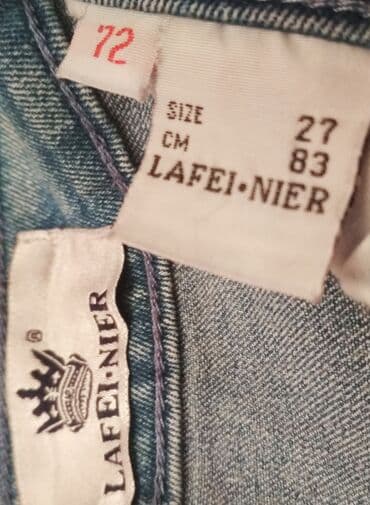 72
SIZE 27
CM 83
LAFEI•NIER
®
LAFEI•NIER